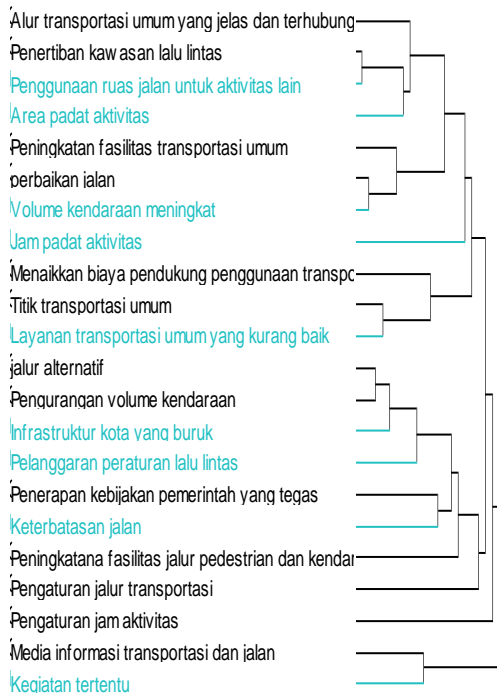 Alur transportasi umum yang jelas dan terhubung
Penertiban kawasan lalu lintas
Penggunaan ruas jalan untuk aktivitas lain
Area padat aktivitas
Peningkatan fasilitas transportasi umum
perbaikan jalan
Volume kendaraan meningkat
Jam padat aktivitas
Menaikkan biaya pendukung penggunaan transpo
Titik transportasi umum
Layanan transportasi umum yang kurang baik
jalur alternatif
Pengurangan volume kendaraan
Infrastruktur kota yang buruk
Pelanggaran peraturan lalu lintas
Penerapan kebijakan pemerintah yang tegas
Keterbatasan jalan
Peningkatana fasilitas jalur pedestrian dan kendar
Pengaturan jalur transportasi
Pengaturan jam aktivitas
Media informasi transportasi dan jalan
Kegiatan tertentu